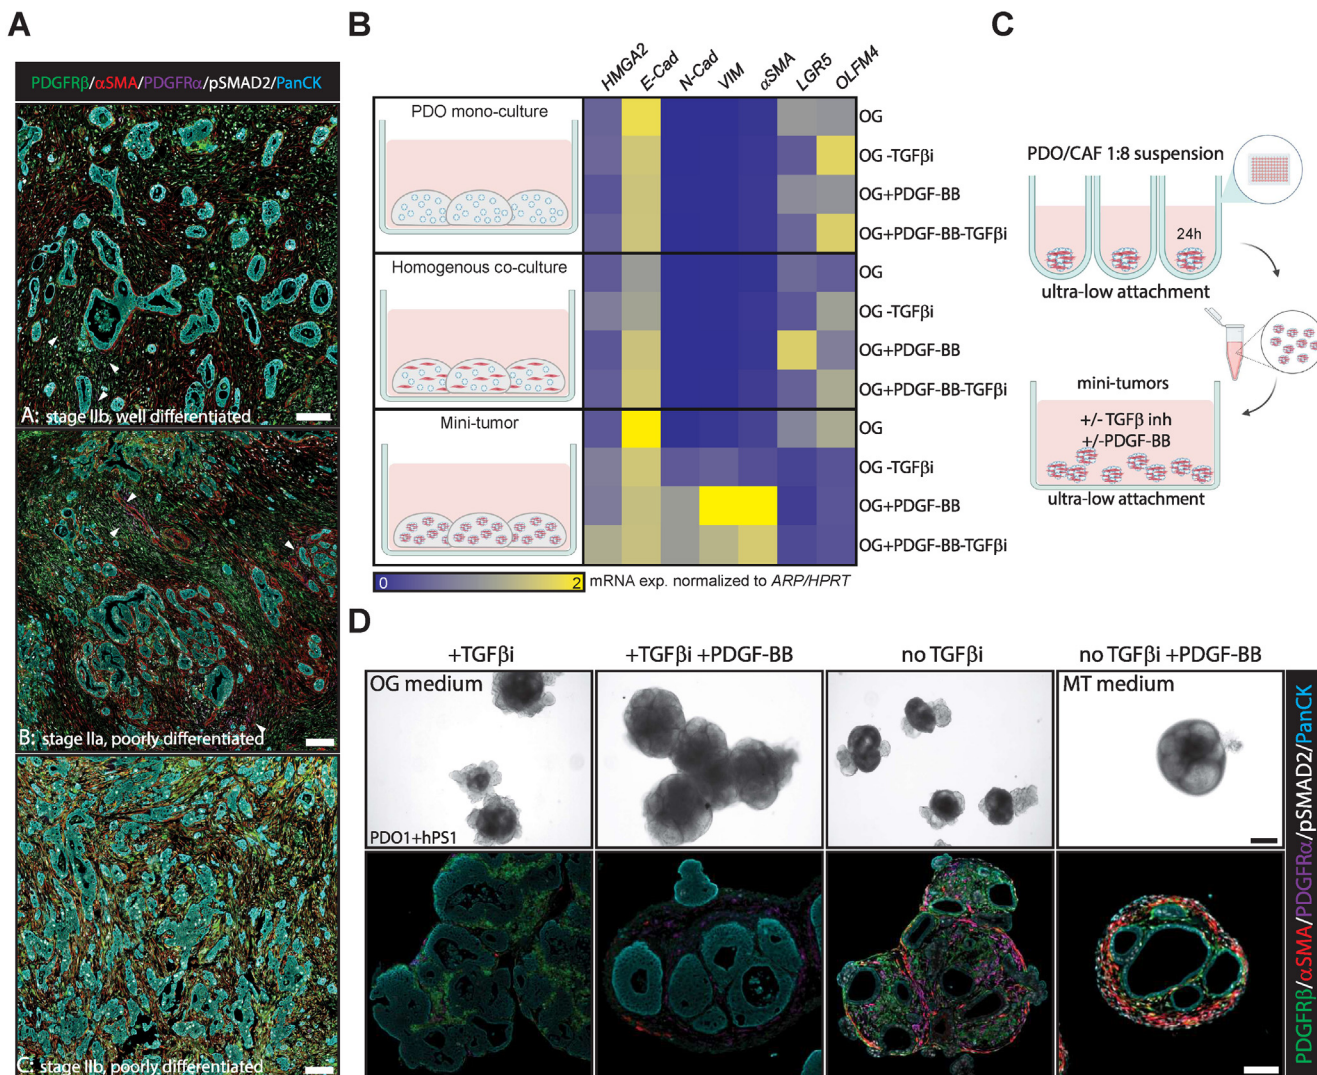 A
PDGFRβ/αSMA/PDGFRα/pSMAD2/PanCK
A: stage IIb, well differentiated
B: stage IIa, poorly differentiated
C: stage IIb, poorly differentiated
B
HMGA2
E-Cad
N-Cad
VIM
αSMA
LGR5
OLFM4
PDO mono-culture
OG
OG -TGFβi
OG+PDGF-BB
OG+PDGF-BB-TGFβi
Homogenous co-culture
OG
OG -TGFβi
OG+PDGF-BB
OG+PDGF-BB-TGFβi
Mini-tumor
OG
OG -TGFβi
OG+PDGF-BB
OG+PDGF-BB-TGFβi
0
2
mRNA exp. normalized to ARP/HPRT
C
PDO/CAF 1:8 suspension
24h
ultra-low attachment
mini-tumors
+/- TGFβ inh
+/-PDGF-BB
ultra-low attachment
D
+TGFβi
+TGFβi +PDGF-BB
no TGFβi
no TGFβi +PDGF-BB
OG medium
MT medium
PDO1+hPS1
PDGFRβ/αSMA/PDGFRα/pSMAD2/PanCK